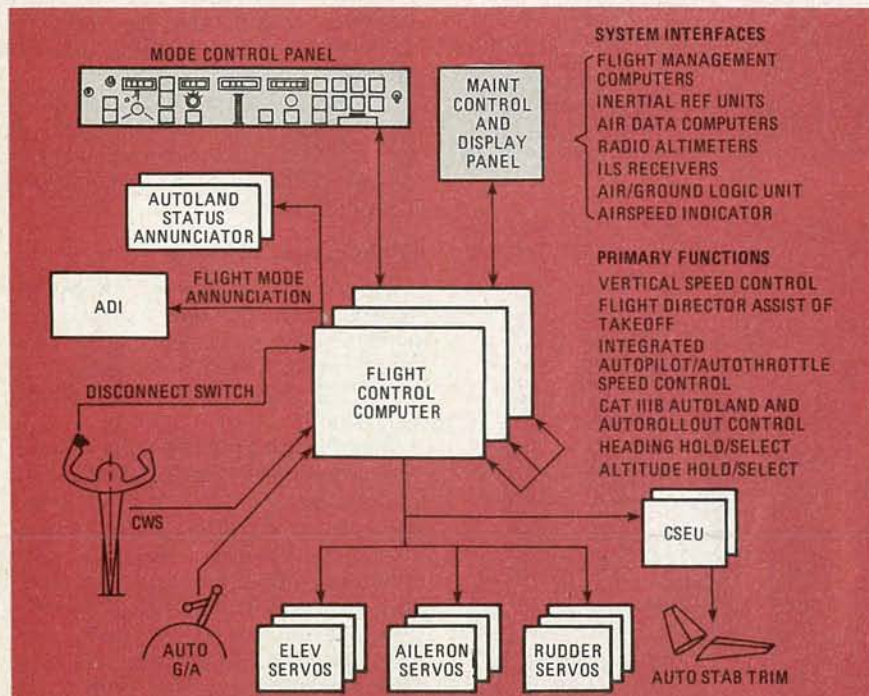 MODE CONTROL PANEL
MAINT
CONTROL
AND
DISPLAY
PANEL
SYSTEM INTERFACES
FLIGHT MANAGEMENT
COMPUTERS
INERTIAL REF UNITS
AIR DATA COMPUTERS
RADIO ALTIMETERS
ILS RECEIVERS
AIR/GROUND LOGIC UNIT
AIRSPEED INDICATOR
AUTOLAND
STATUS
ANNUNCIATOR
ADI
FLIGHT MODE
ANNUNCIATION
PRIMARY FUNCTIONS
VERTICAL SPEED CONTROL
FLIGHT DIRECTOR ASSIST OF
TAKEOFF
INTEGRATED
AUTOPILOT/AUTOTHROTTLE
SPEED CONTROL
CAT IIIB AUTOLAND AND
AUTOROLLOUT CONTROL
HEADING HOLD/SELECT
ALTITUDE HOLD/SELECT
FLIGHT
CONTROL
COMPUTER
DISCONNECT SWITCH
CWS
AUTO
G/A
ELEV
SERVOS
AILERON
SERVOS
RUDDER
SERVOS
CSEU
AUTO STAB TRIM